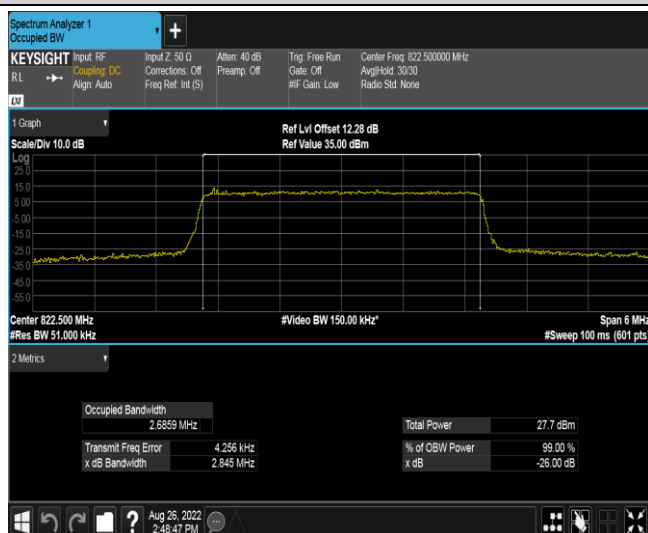 Spectrum Analyzer 1
Occupied BW
+
KEYSIGHT
R L
LXI
Input: RF
Coupling: DC
Align: Auto
Input Z: 50 Ω
Corrections: Off
Freq Ref: Int (S)
Atten: 40 dB
Preamp: Off
Trig: Free Run
Gate: Off
#IF Gain: Low
Center Freq: 822.500000 MHz
Avg|Hold: 30/30
Radio Std: None
1 Graph
Scale/Div 10.0 dB
Ref Lvl Offset 12.28 dB
Ref Value 35.00 dBm
Log
25.0
15.0
5.00
-5.00
-15.0
-25.0
-35.0
-45.0
-55.0
Center 822.500 MHz
#Res BW 51.000 kHz
#Video BW 150.00 kHz*
Span 6 MHz
#Sweep 100 ms (601 pts)
2 Metrics
Occupied Bandwidth
2.6859 MHz
Transmit Freq Error 4.256 kHz
x dB Bandwidth 2.845 MHz
Total Power 27.7 dBm
% of OBW Power 99.00 %
x dB -26.00 dB
?
Aug 26, 2022
2:48:47 PM